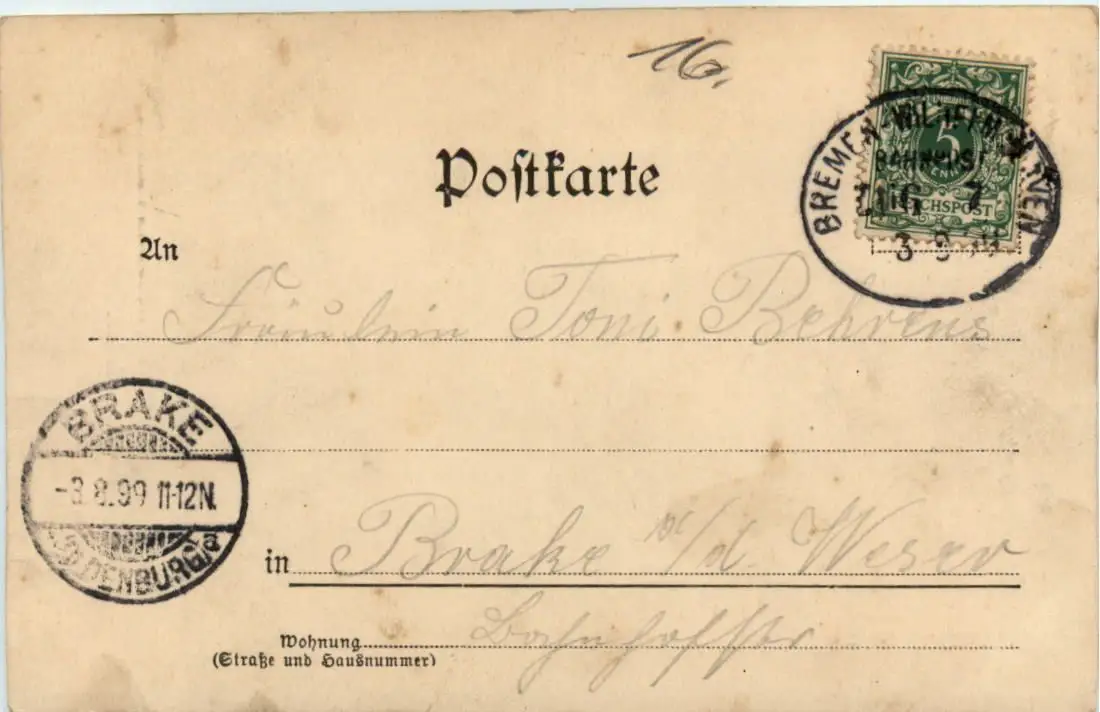 16.
5
REICHSPOST
BREMEN-WILHELMSHAVEN
BAHNPOST
ZUG 7
3 8
Postkarte
An
Fräulein Toni Behrens
BRAKE
-3.8.99 11-12N.
(OLDENBURG)a
in Brake a/d. Weser
Wohnung Bahnhofstr
(Straße und Hausnummer)